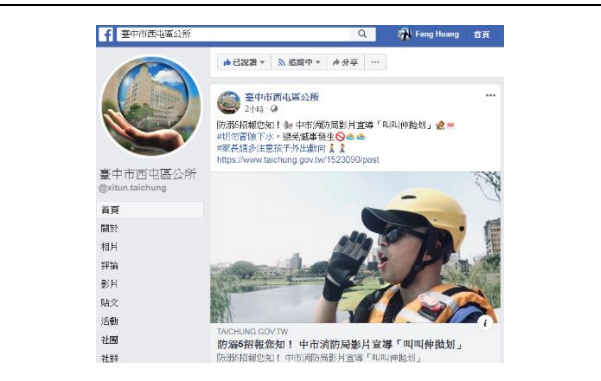 臺中市西屯區公所
Fang Huang 首頁
已說讚 追蹤中 分享 ...
臺中市西屯區公所
2小時
防溺5招報您知！ 中市消防局影片宣導「叫叫伸拋划」
#切勿冒險下水，避免憾事發生
#家長請多注意孩子外出動向
https://www.taichung.gov.tw/1523090/post
臺中市西屯區公所
@xitun.taichung
首頁
關於
相片
評論
影片
貼文
活動
社團
社群
TAICHUNG.GOV.TW
防溺5招報您知！ 中市消防局影片宣導「叫叫伸拋划」
防溺5招報您知！ 中市消防局影片宣導「叫叫伸拋划」